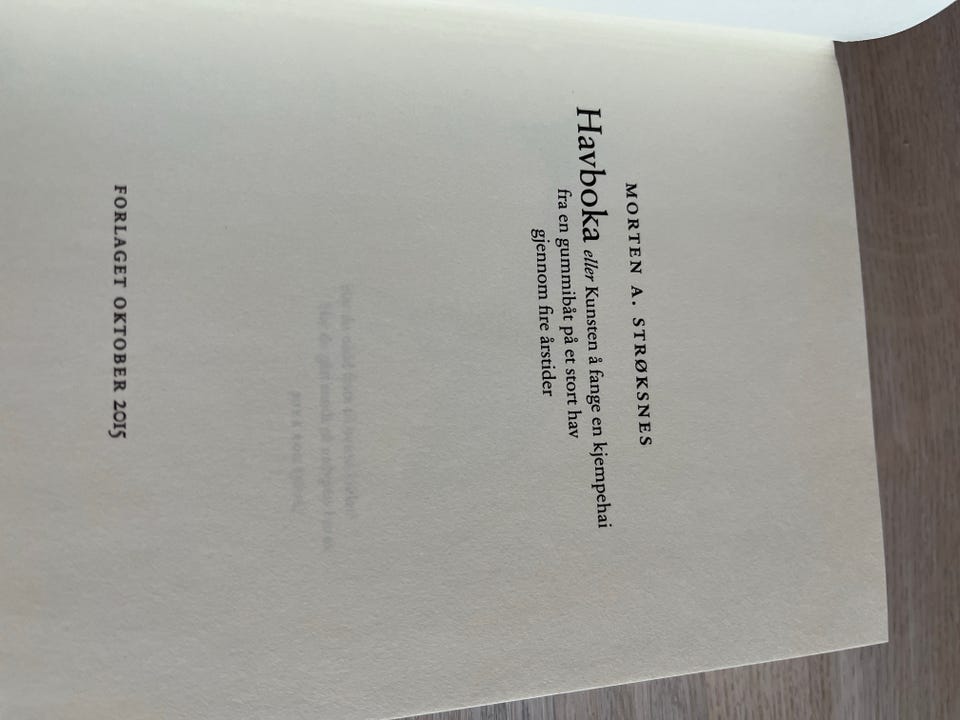 MORTEN A. STRØKSNES
Havboka eller Kunsten å fange en kjempehai
fra en gummibåt på et stort hav
gjennom fire årstider
FORLAGET OKTOBER 2015